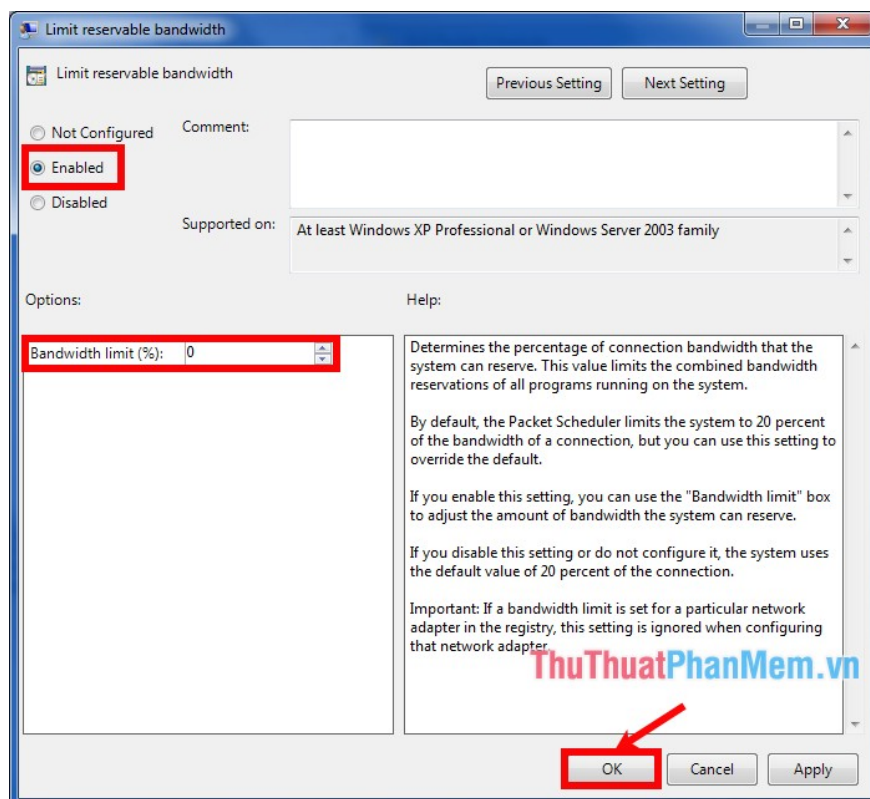 Limit reservable bandwidth
Limit reservable bandwidth
Previous Setting
Next Setting
Not Configured
Comment:
Enabled
Disabled
Supported on:
At least Windows XP Professional or Windows Server 2003 family
Options:
Help:
Bandwidth limit (%):
0
Determines the percentage of connection bandwidth that the
system can reserve. This value limits the combined bandwidth
reservations of all programs running on the system.
By default, the Packet Scheduler limits the system to 20 percent
of the bandwidth of a connection, but you can use this setting to
override the default.
If you enable this setting, you can use the "Bandwidth limit" box
to adjust the amount of bandwidth the system can reserve.
If you disable this setting or do not configure it, the system uses
the default value of 20 percent of the connection.
Important: If a bandwidth limit is set for a particular network
adapter in the registry, this setting is ignored when configuring
that network adapter.
ThuThuatPhanMem.vn
OK
Cancel
Apply